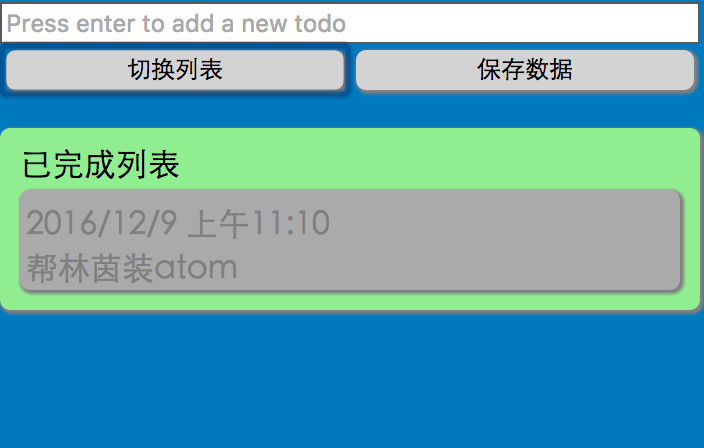 Press enter to add a new todo
切换列表
保存数据
已完成列表
2016/12/9 上午11:10
帮林茵装atom